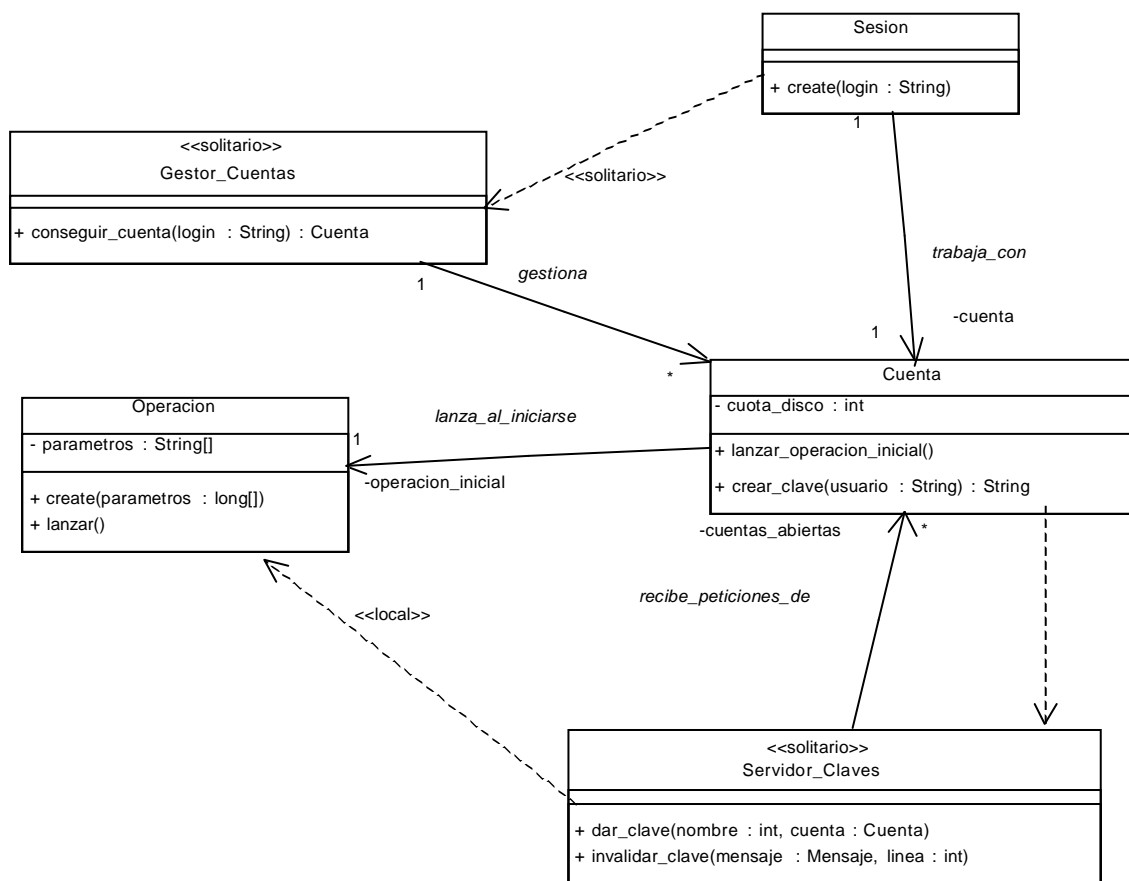 Sesion
+ create(login : String)
1
<<solitario>>
Gestor_Cuentas
+ conseguir_cuenta(login : String) : Cuenta
<<solitario>>
1
gestiona
trabaja_con
-cuenta
1
*
Cuenta
- cuota_disco : int
+ lanzar_operacion_inicial()
+ crear_clave(usuario : String) : String
Operacion
- parametros : String[]
+ create(parametros : long[])
+ lanzar()
lanza_al_iniciarse
1
-operacion_inicial
-cuentas_abiertas
*
recibe_peticiones_de
<<local>>
<<solitario>>
Servidor_Claves
+ dar_clave(nombre : int, cuenta : Cuenta)
+ invalidar_clave(mensaje : Mensaje, linea : int)